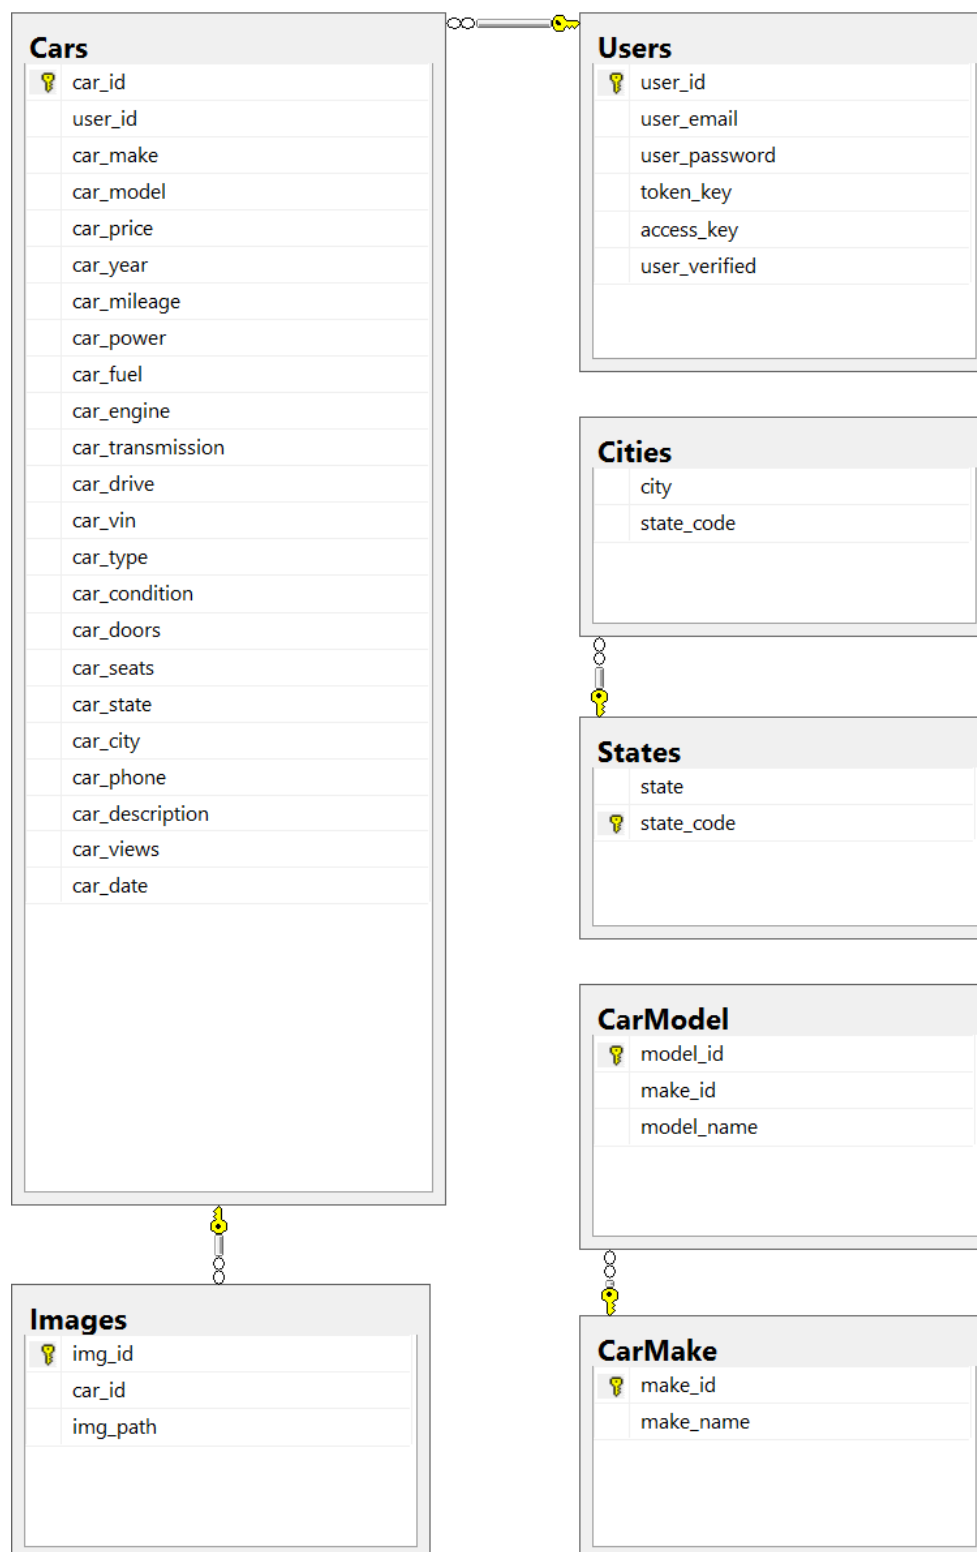 Cars
car_id
user_id
car_make
car_model
car_price
car_year
car_mileage
car_power
car_fuel
car_engine
car_transmission
car_drive
car_vin
car_type
car_condition
car_doors
car_seats
car_state
car_city
car_phone
car_description
car_views
car_date
Images
img_id
car_id
img_path
Users
user_id
user_email
user_password
token_key
access_key
user_verified
Cities
city
state_code
States
state
state_code
CarModel
model_id
make_id
model_name
CarMake
make_id
make_name